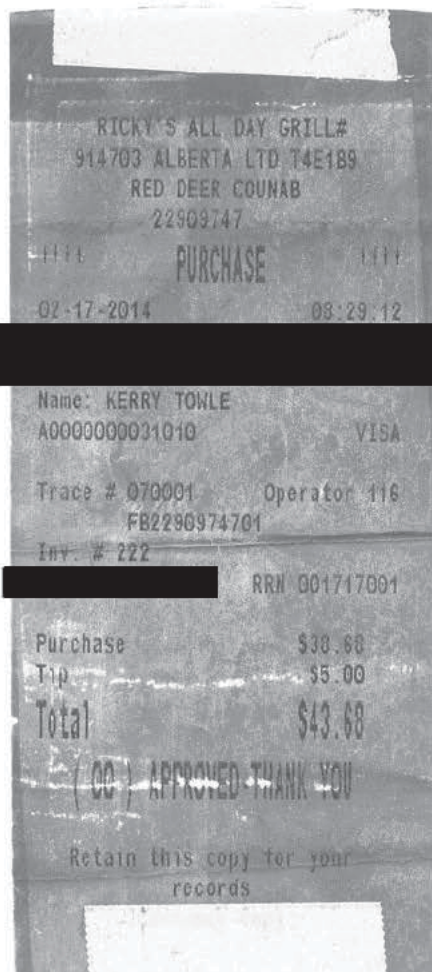 RICKY'S ALL DAY GRILL#
914703 ALBERTA LTD T4E1B9
RED DEER COUNAB
22909747
PURCHASE
02-17-2014 08:29:12
Name: KERRY TOWLE
A0000000031010 VISA
Trace # 070001 Operator 116
FB2290974701
Inv. # 222
RRN 001717001
Purchase $38.68
Tip $5.00
Total $43.68
( 00 ) APPROVED-THANK YOU
Retain this copy for your
records